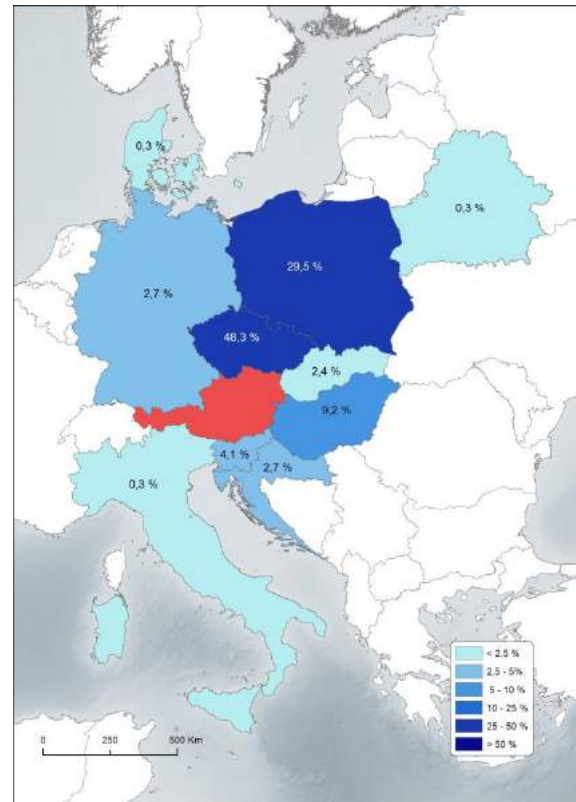 0,3 %
0,3 %
29,5 %
2,7 %
48,3 %
2,4 %
9,2 %
4,1 %
2,7 %
0,3 %
< 2,5 %
2,5 - 5%
5 - 10 %
10 - 25 %
25 - 50 %
> 50 %
0 250 500 Km